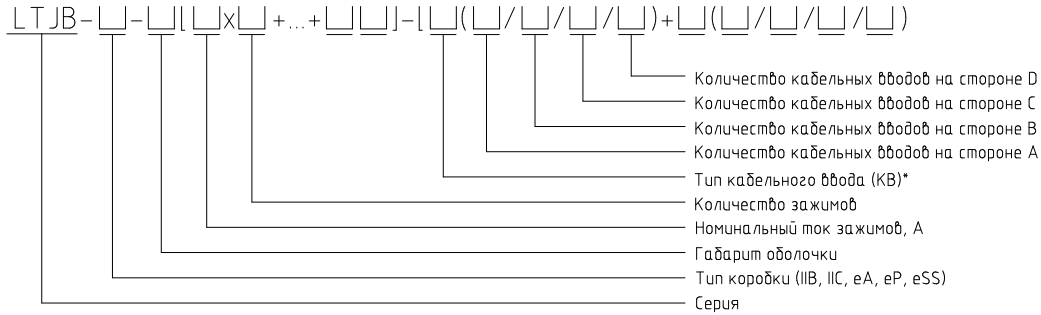 LTJB-⎵-⎵[⎵x⎵+...+⎵⎵]-[⎵(⎵/⎵/⎵/⎵)+⎵(⎵/⎵/⎵/⎵)
Количество кабельных вводов на стороне D
Количество кабельных вводов на стороне C
Количество кабельных вводов на стороне B
Количество кабельных вводов на стороне A
Тип кабельного ввода (КВ)*
Количество зажимов
Номинальный ток зажимов, А
Габарит оболочки
Тип коробки (IIB, IIC, eA, eP, eSS)
Серия